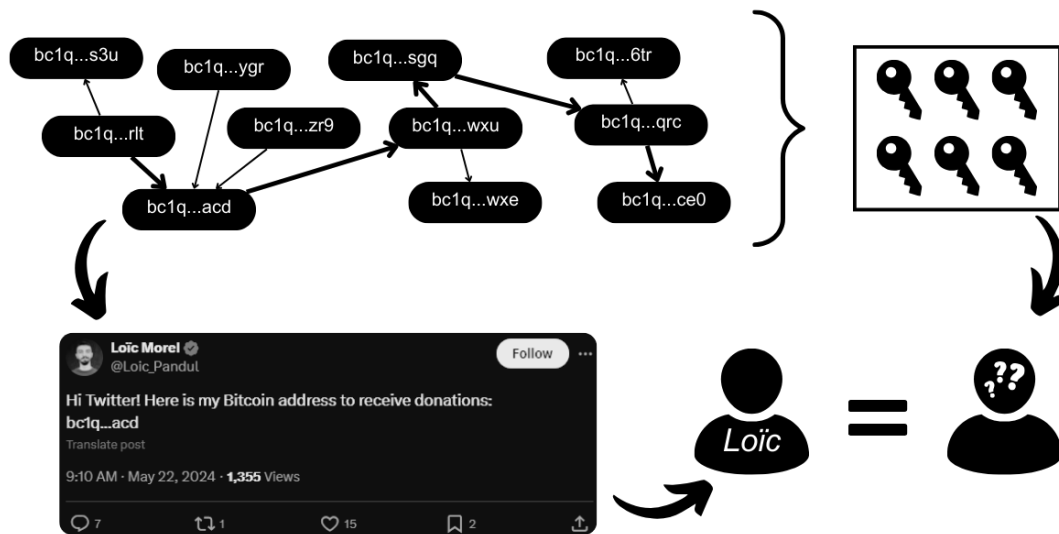 bc1q...s3u
bc1q...ygr
bc1q...sgq
bc1q...6tr
bc1q...rlt
bc1q...zr9
bc1q...wxu
bc1q...qrc
bc1q...acd
bc1q...wxe
bc1q...ce0
Loïc Morel
@Loic_Pandul
Follow
Hi Twitter! Here is my Bitcoin address to receive donations:
bc1q...acd
Translate post
9:10 AM · May 22, 2024 · 1,355 Views
7
1
15
2
Loïc
=
???